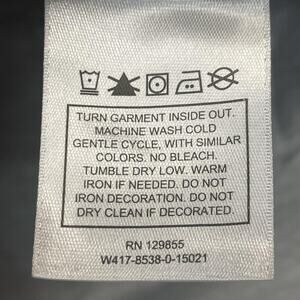 TURN GARMENT INSIDE OUT.
MACHINE WASH COLD
GENTLE CYCLE, WITH SIMILAR
COLORS. NO BLEACH.
TUMBLE DRY LOW. WARM
IRON IF NEEDED. DO NOT
IRON DECORATION. DO NOT
DRY CLEAN IF DECORATED.
RN 129855
W417-8538-0-15021